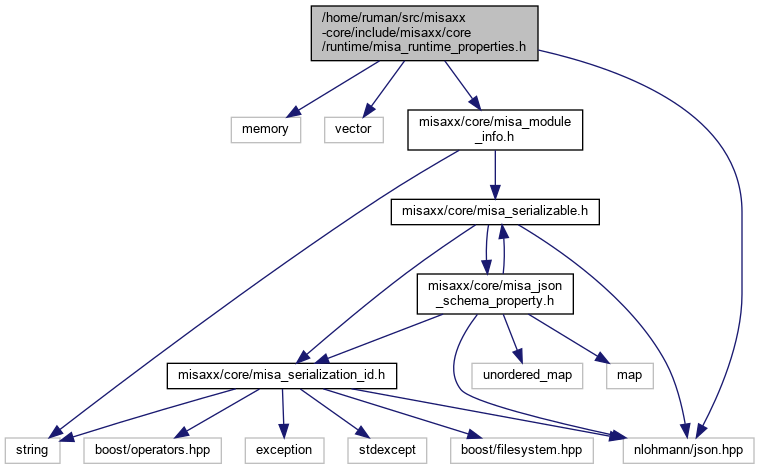 /home/ruman/src/misaxx
-core/include/misaxx/core
/runtime/misa_runtime_properties.h
memory
vector
misaxx/core/misa_module
_info.h
misaxx/core/misa_serializable.h
misaxx/core/misa_json
_schema_property.h
misaxx/core/misa_serialization_id.h
unordered_map
map
string
boost/operators.hpp
exception
stdexcept
boost/filesystem.hpp
nlohmann/json.hpp